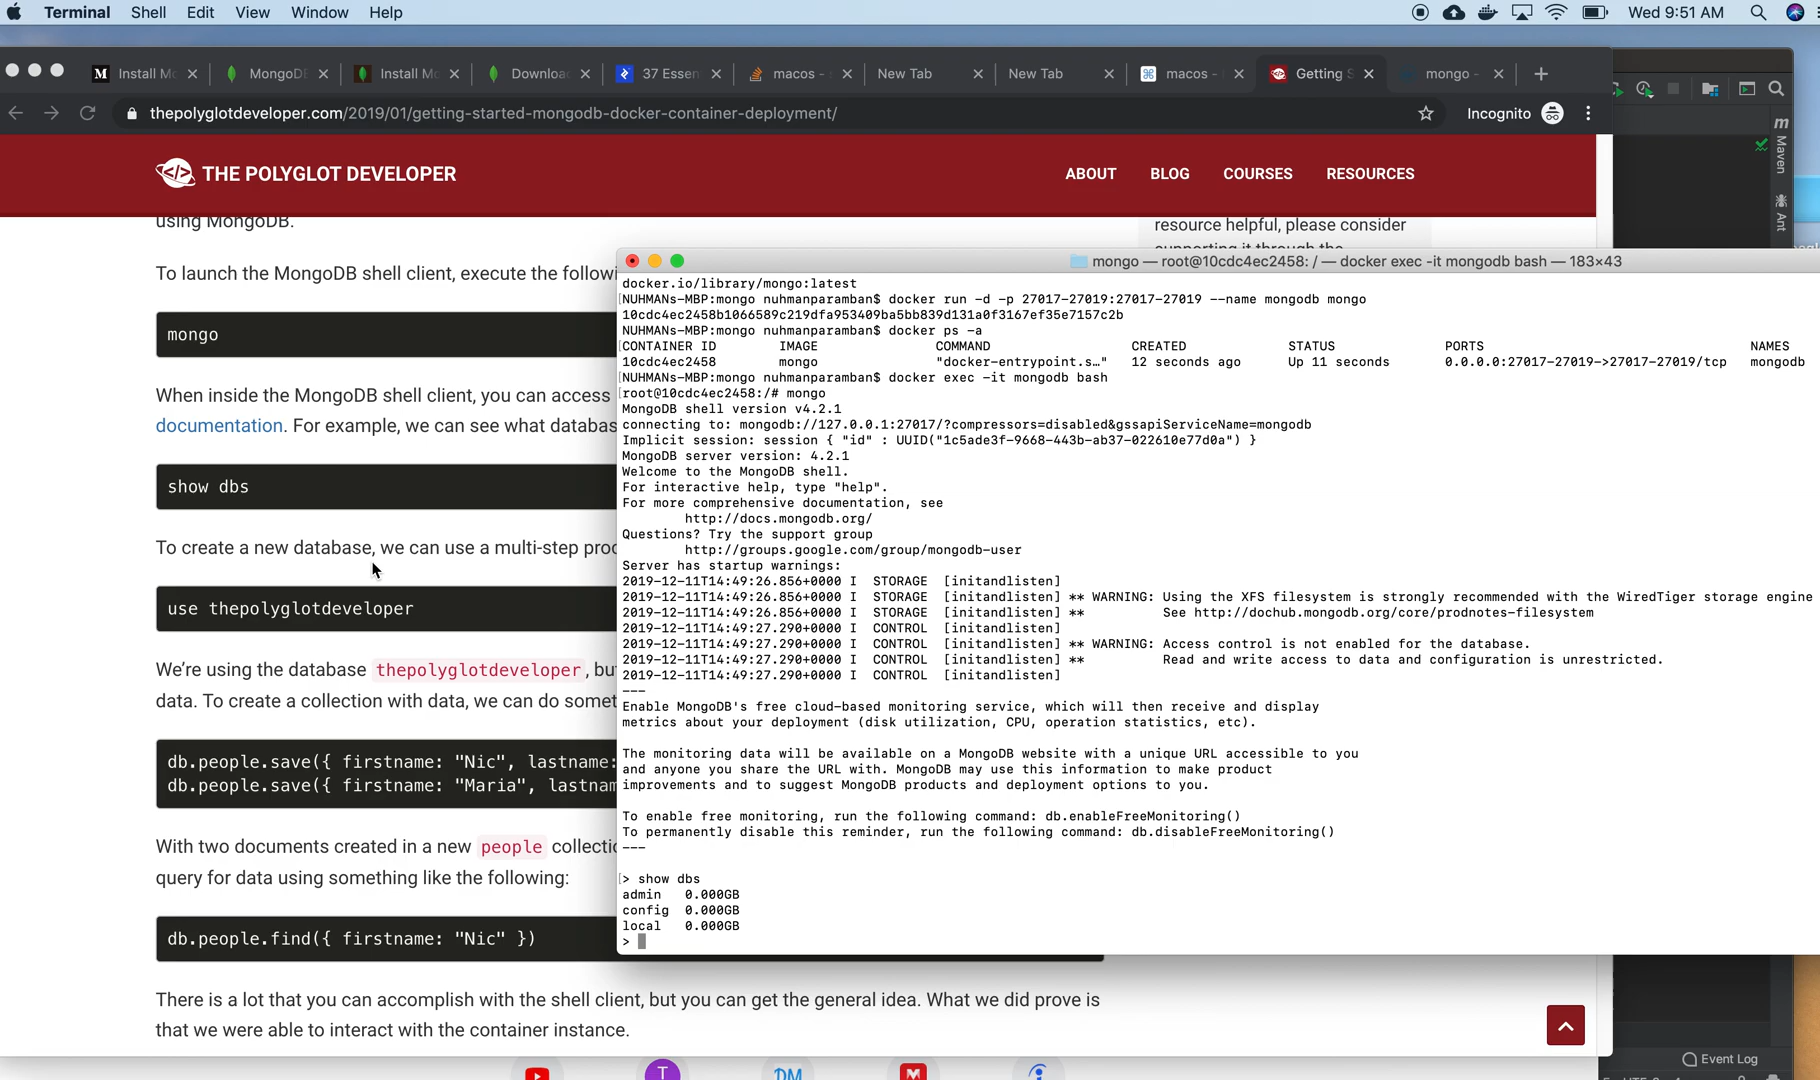 Terminal Shell Edit View Window Help
Wed 9:51 AM
M Install Mo
MongoDB
Install Mo
Download
37 Essen
macos -
New Tab
New Tab
macos -
Getting S
mongo -
thepolyglotdeveloper.com/2019/01/getting-started-mongodb-docker-container-deployment/
Incognito
THE POLYGLOT DEVELOPER
ABOUT BLOG COURSES RESOURCES
m Maven
Ant
using MongoDB.
resource helpful, please consider
supporting it through the
To launch the MongoDB shell client, execute the followi
mongo
When inside the MongoDB shell client, you can access
documentation. For example, we can see what databas
show dbs
To create a new database, we can use a multi-step proc
use thepolyglotdeveloper
We're using the database thepolyglotdeveloper, bu
data. To create a collection with data, we can do somet
db.people.save({ firstname: "Nic", lastname:
db.people.save({ firstname: "Maria", lastnam
With two documents created in a new people collectio
query for data using something like the following:
db.people.find({ firstname: "Nic" })
There is a lot that you can accomplish with the shell client, but you can get the general idea. What we did prove is
that we were able to interact with the container instance.
mongo — root@10cdc4ec2458: / — docker exec -it mongodb bash — 183×43
docker.io/library/mongo:latest
[NUHMANs-MBP:mongo nuhmanparamban$ docker run -d -p 27017-27019:27017-27019 --name mongodb mongo
10cdc4ec2458b1066589c219dfa953409ba5bb839d131a0f3167ef35e7157c2b
NUHMANs-MBP:mongo nuhmanparamban$ docker ps -a
[CONTAINER ID IMAGE COMMAND CREATED STATUS PORTS NAMES
10cdc4ec2458 mongo "docker-entrypoint.s…" 12 seconds ago Up 11 seconds 0.0.0.0:27017-27019->27017-27019/tcp mongodb
[NUHMANs-MBP:mongo nuhmanparamban$ docker exec -it mongodb bash
[root@10cdc4ec2458:/# mongo
MongoDB shell version v4.2.1
connecting to: mongodb://127.0.0.1:27017/?compressors=disabled&gssapiServiceName=mongodb
Implicit session: session { "id" : UUID("1c5ade3f-9668-443b-ab37-022610e77d0a") }
MongoDB server version: 4.2.1
Welcome to the MongoDB shell.
For interactive help, type "help".
For more comprehensive documentation, see
http://docs.mongodb.org/
Questions? Try the support group
http://groups.google.com/group/mongodb-user
Server has startup warnings:
2019-12-11T14:49:26.856+0000 I STORAGE [initandlisten]
2019-12-11T14:49:26.856+0000 I STORAGE [initandlisten] ** WARNING: Using the XFS filesystem is strongly recommended with the WiredTiger storage engine
2019-12-11T14:49:26.856+0000 I STORAGE [initandlisten] ** See http://dochub.mongodb.org/core/prodnotes-filesystem
2019-12-11T14:49:27.290+0000 I CONTROL [initandlisten]
2019-12-11T14:49:27.290+0000 I CONTROL [initandlisten] ** WARNING: Access control is not enabled for the database.
2019-12-11T14:49:27.290+0000 I CONTROL [initandlisten] ** Read and write access to data and configuration is unrestricted.
2019-12-11T14:49:27.290+0000 I CONTROL [initandlisten]
---
Enable MongoDB's free cloud-based monitoring service, which will then receive and display
metrics about your deployment (disk utilization, CPU, operation statistics, etc).
The monitoring data will be available on a MongoDB website with a unique URL accessible to you
and anyone you share the URL with. MongoDB may use this information to make product
improvements and to suggest MongoDB products and deployment options to you.
To enable free monitoring, run the following command: db.enableFreeMonitoring()
To permanently disable this reminder, run the following command: db.disableFreeMonitoring()
---
[> show dbs
admin 0.000GB
config 0.000GB
local 0.000GB
>
Event Log
T DM M